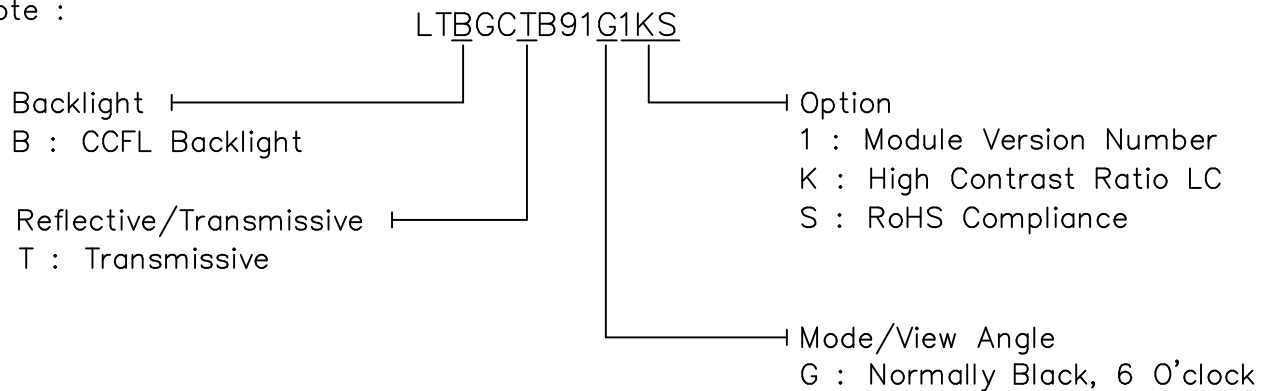 ote :
LTBGCTB91G1KS
Backlight
B : CCFL Backlight
Reflective/Transmissive
T : Transmissive
Option
1 : Module Version Number
K : High Contrast Ratio LC
S : RoHS Compliance
Mode/View Angle
G : Normally Black, 6 O'clock